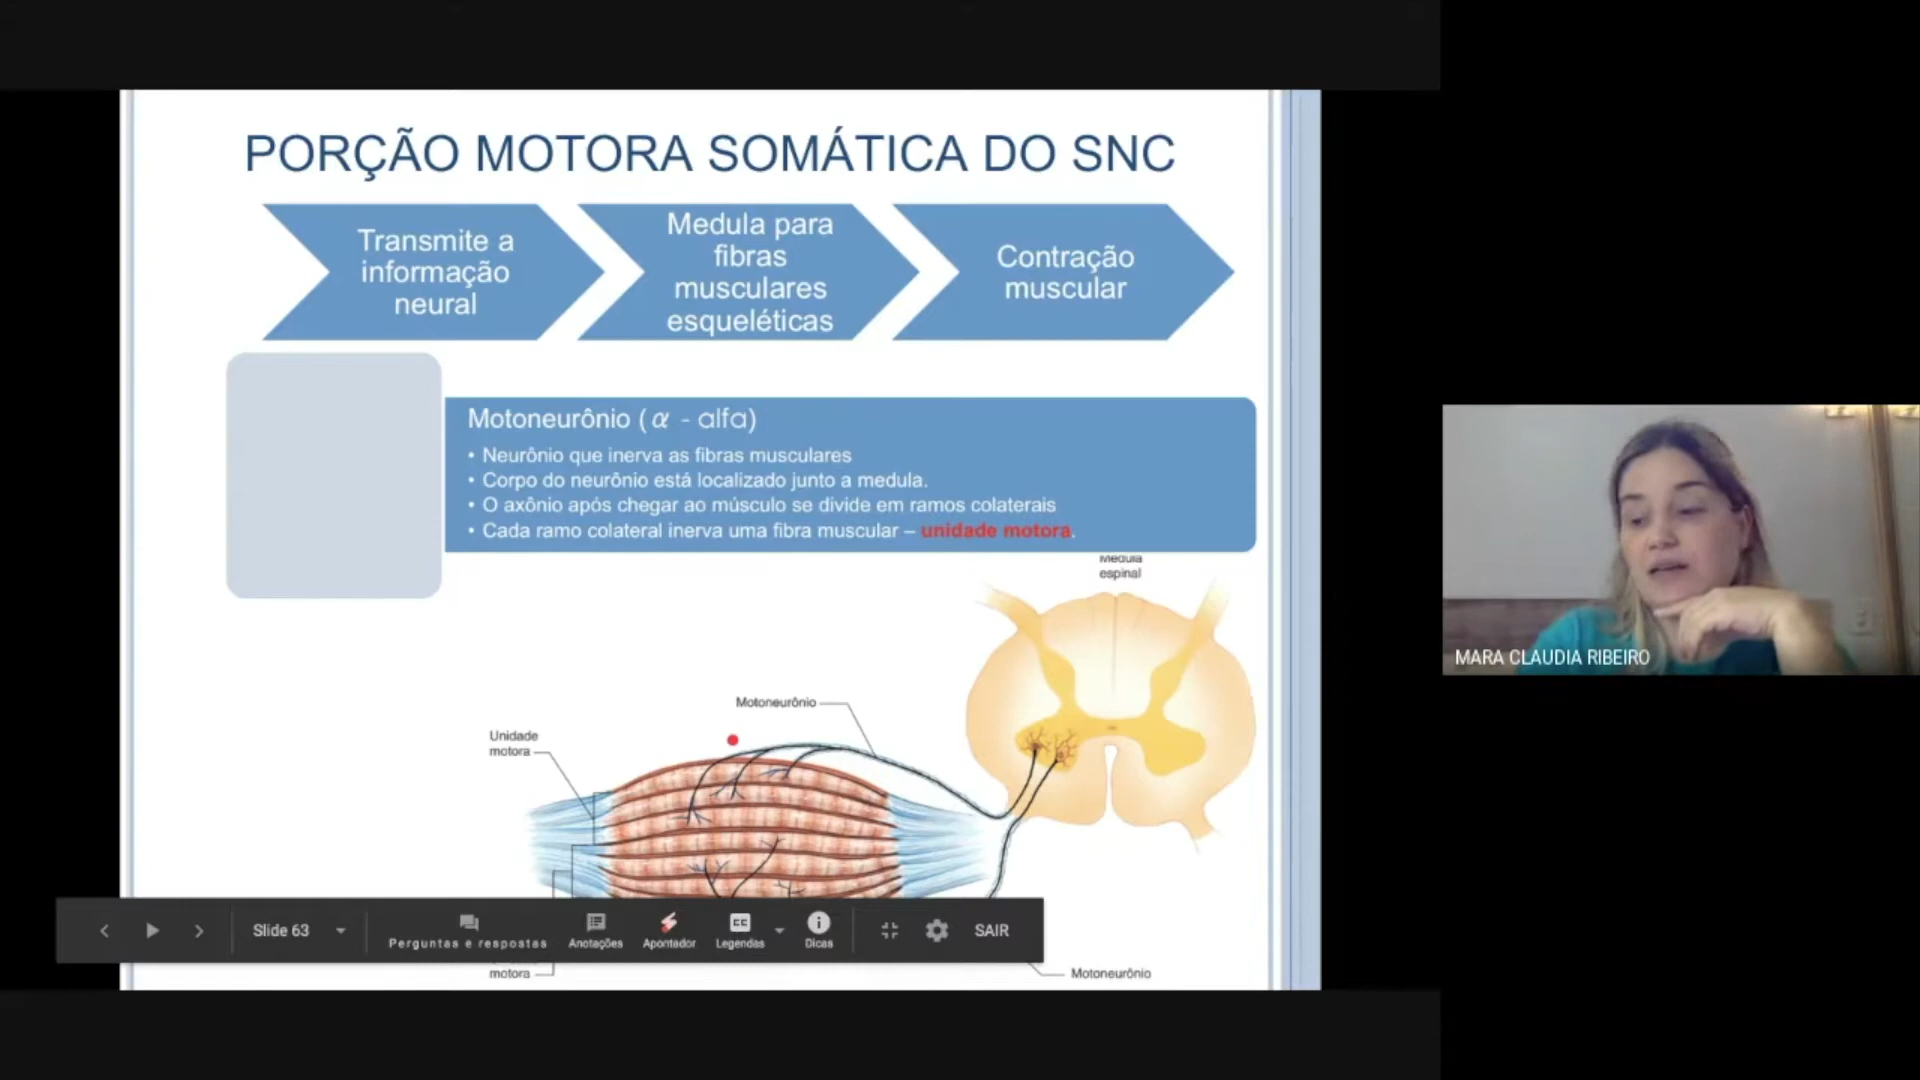 PORÇÃO MOTORA SOMÁTICA DO SNC
Transmite a
informação
neural
Medula para
fibras
musculares
esqueléticas
Contração
muscular
Motoneurônio ( α - alfa)
• Neurônio que inerva as fibras musculares
• Corpo do neurônio está localizado junto a medula.
• O axônio após chegar ao músculo se divide em ramos colaterais
• Cada ramo colateral inerva uma fibra muscular – unidade motora.
Medula
espinal
Motoneurônio
Unidade
motora
MARA CLAUDIA RIBEIRO
Slide 63
Perguntas e respostas
Anotações
Apontador
CC
Legendas
Dicas
SAIR
motora
Motoneurônio